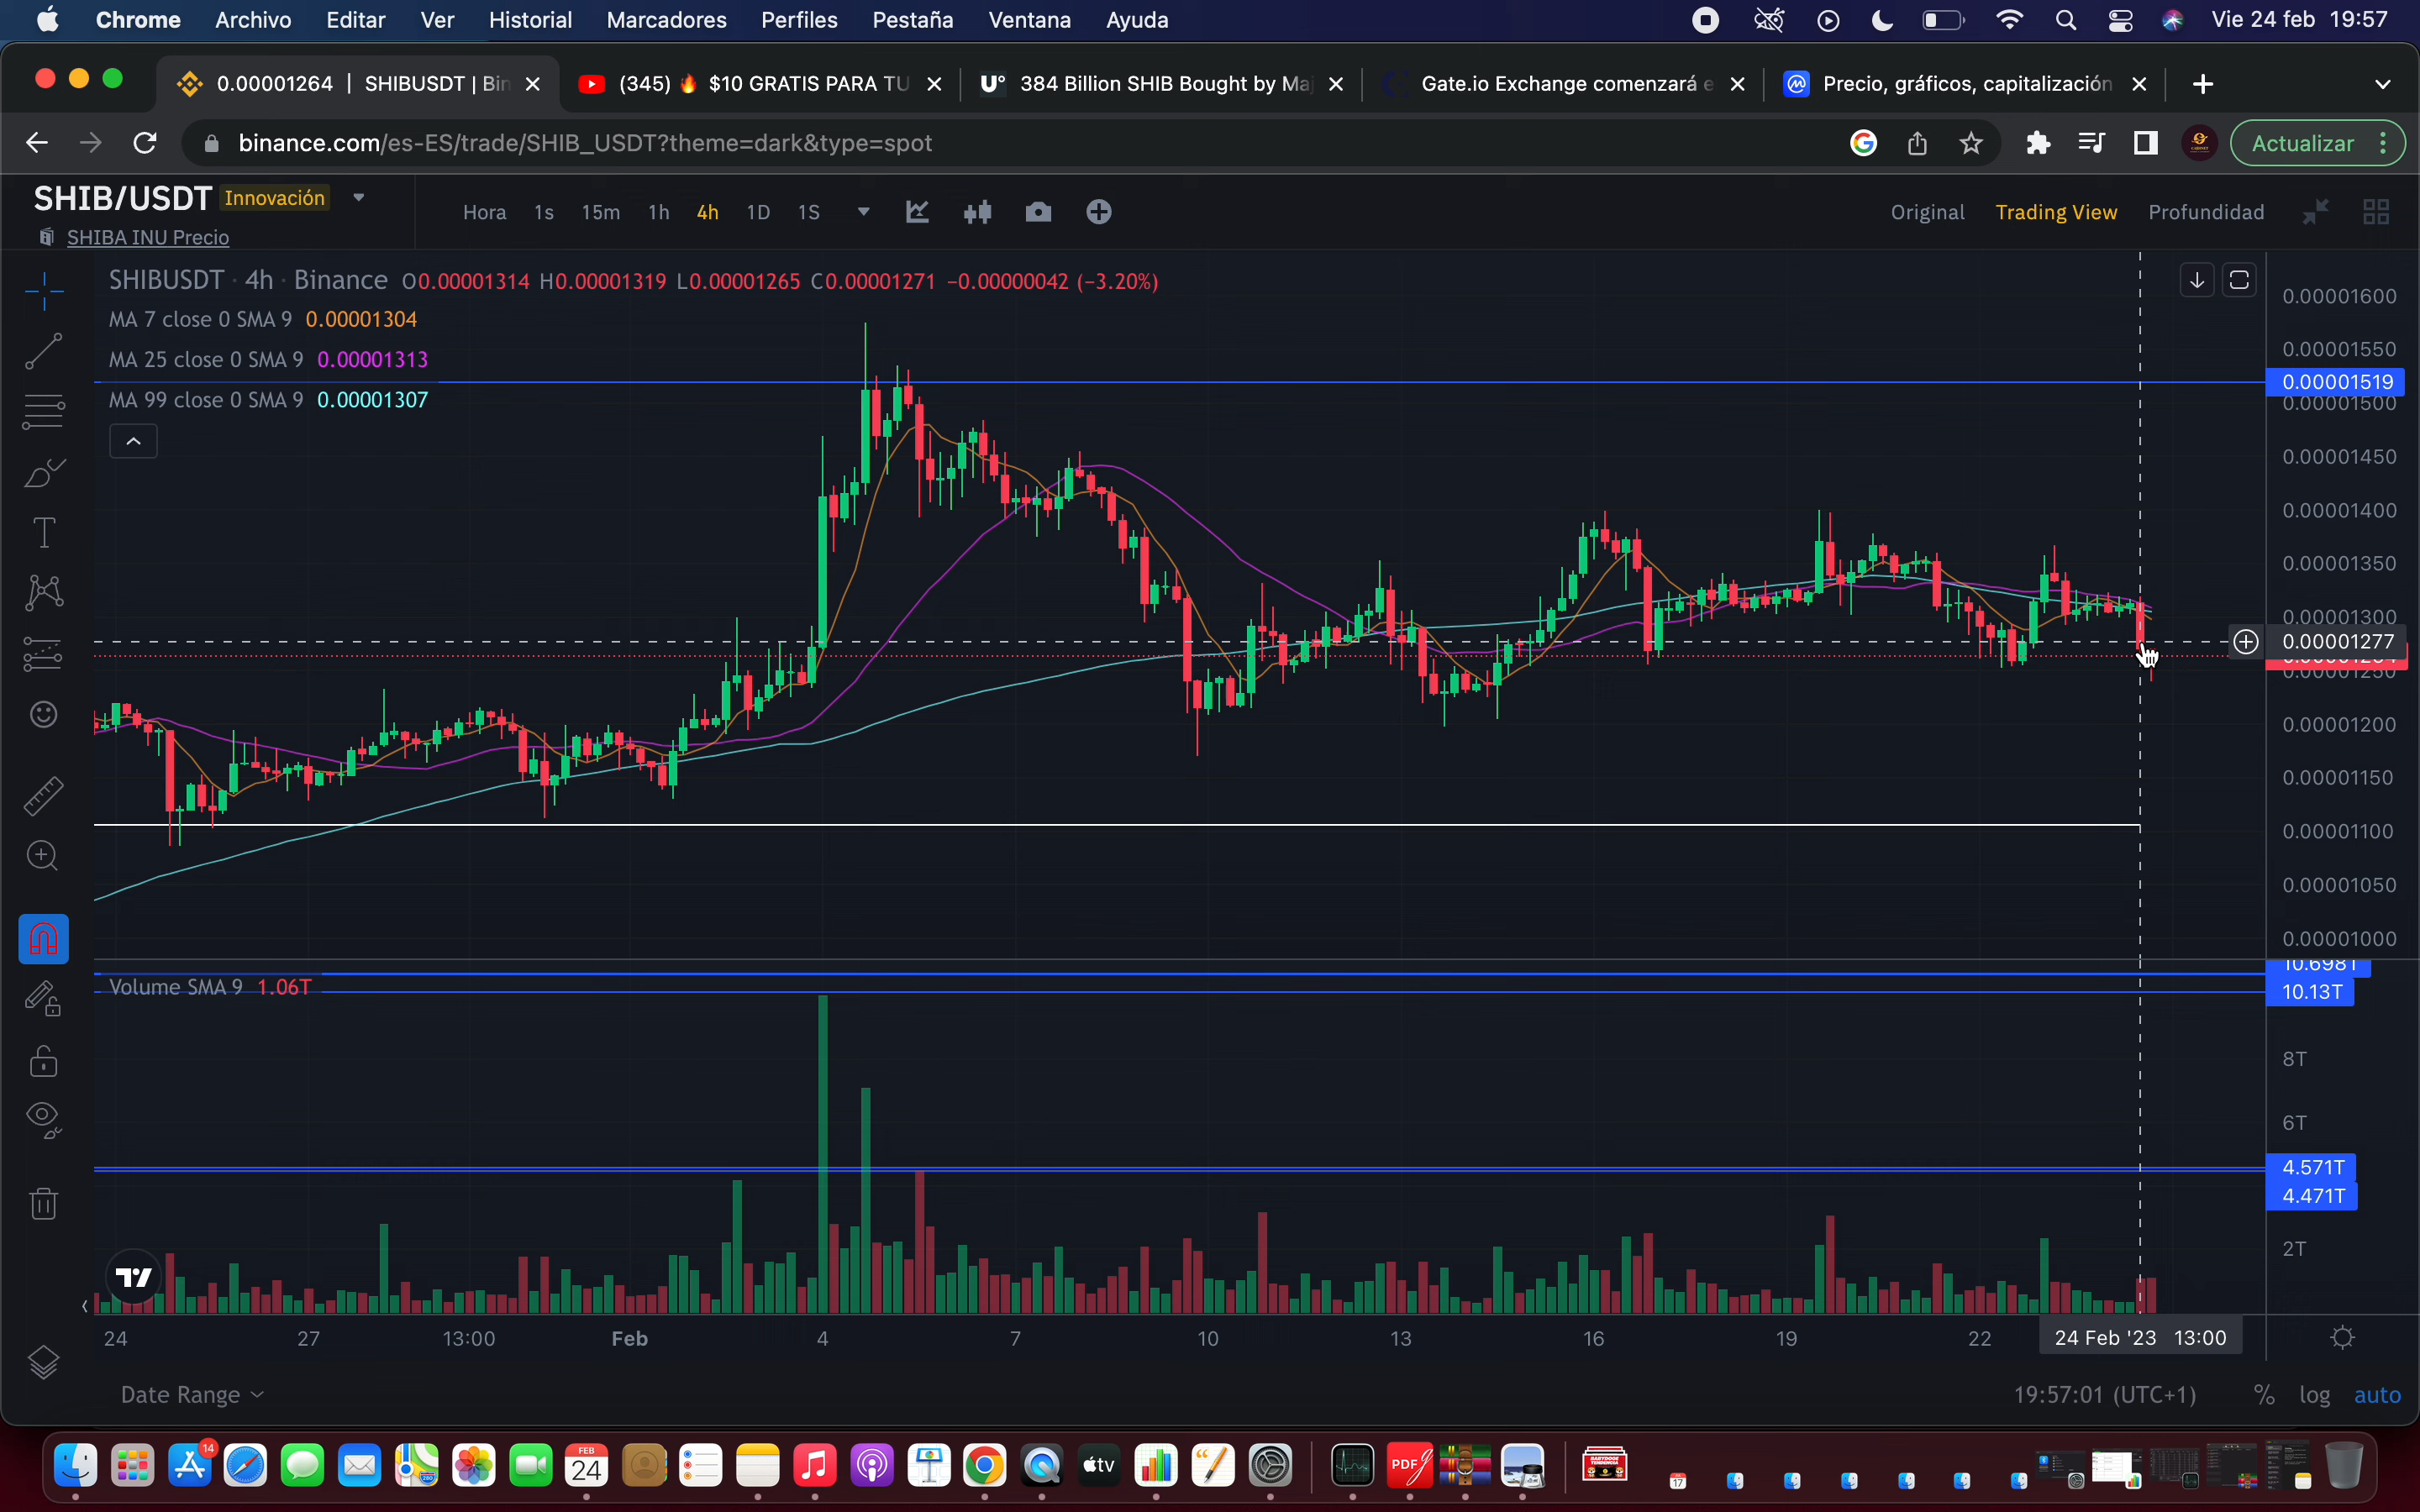 Chrome Archivo Editar Ver Historial Marcadores Perfiles Pestaña Ventana Ayuda Vie 24 feb 19:57
0.00001264 | SHIBUSDT | Bin (345) 🔥 $10 GRATIS PARA TU U° 384 Billion SHIB Bought by Ma Gate.io Exchange comenzará e Precio, gráficos, capitalización
binance.com/es-ES/trade/SHIB_USDT?theme=dark&type=spot Actualizar
SHIB/USDT Innovación
SHIBA INU Precio
Hora 1s 15m 1h 4h 1D 1S Original Trading View Profundidad
SHIBUSDT · 4h · Binance O0.00001314 H0.00001319 L0.00001265 C0.00001271 −0.00000042 (−3.20%)
MA 7 close 0 SMA 9 0.00001304
MA 25 close 0 SMA 9 0.00001313
MA 99 close 0 SMA 9 0.00001307
0.00001600
0.00001550
0.00001519
0.00001500
0.00001450
0.00001400
0.00001350
0.00001300
0.00001277
0.00001250
0.00001200
0.00001150
0.00001100
0.00001050
0.00001000
Volume SMA 9 1.06T
10.698T
10.13T
8T
6T
4.571T
4.471T
2T
24 27 13:00 Feb 4 7 10 13 16 19 22 24 Feb '23 13:00
Date Range 19:57:01 (UTC+1) % log auto
14
FEB
24
tv
PDF
17